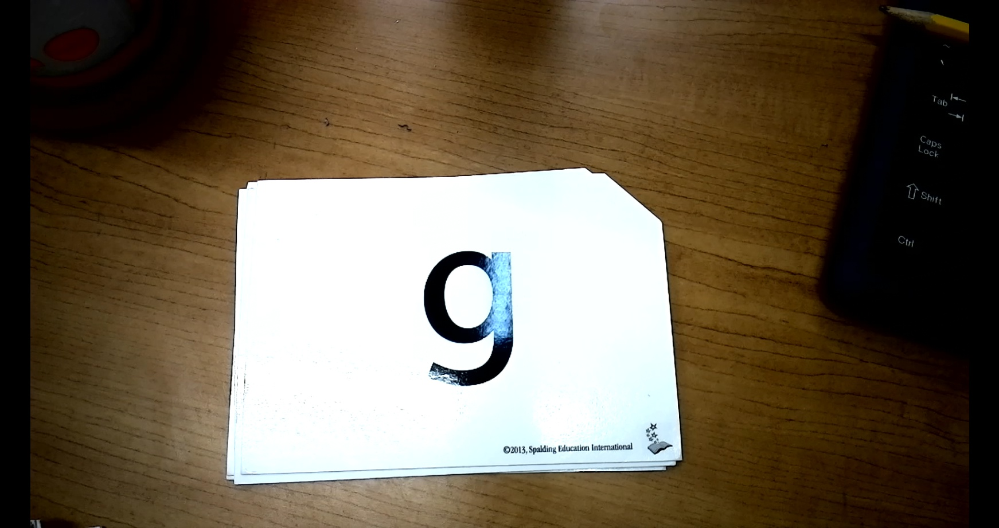 g
©2013, Spalding Education International
~
`
Tab
Caps
Lock
Shift
Ctrl